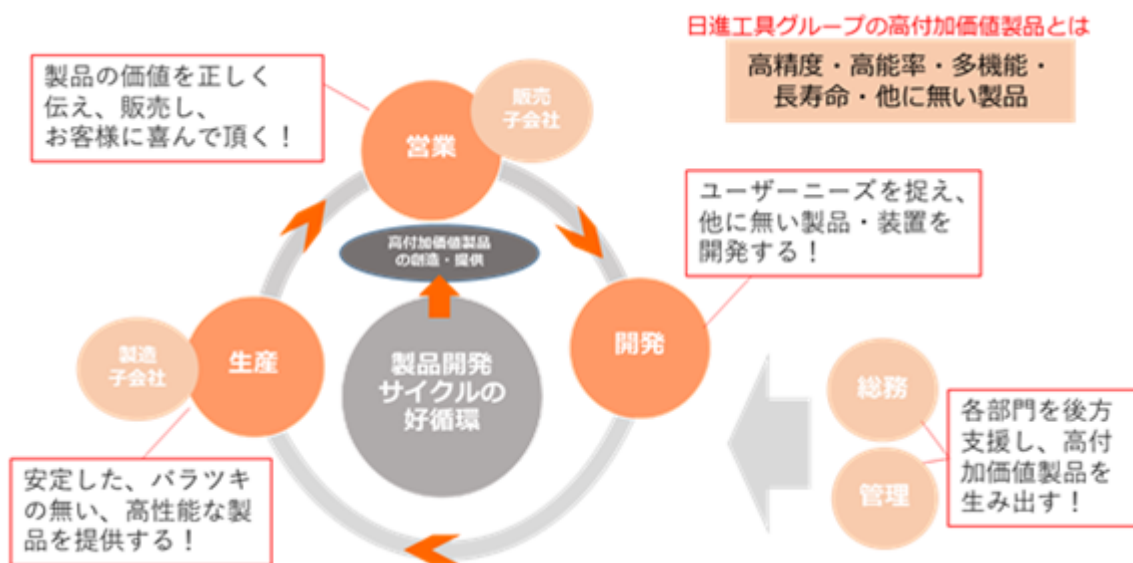 日進工具グループの高付加価値製品とは
高精度・高能率・多機能・
長寿命・他に無い製品
製品の価値を正しく
伝え、販売し、
お客様に喜んで頂く！
営業
販売
子会社
ユーザーニーズを捉え、
他に無い製品・装置を
開発する！
高付加価値製品
の創造・提供
開発
製造
子会社
生産
製品開発
サイクルの
好循環
総務
管理
各部門を後方
支援し、高付
加価値製品を
生み出す！
安定した、バラツキ
の無い、高性能な製
品を提供する！